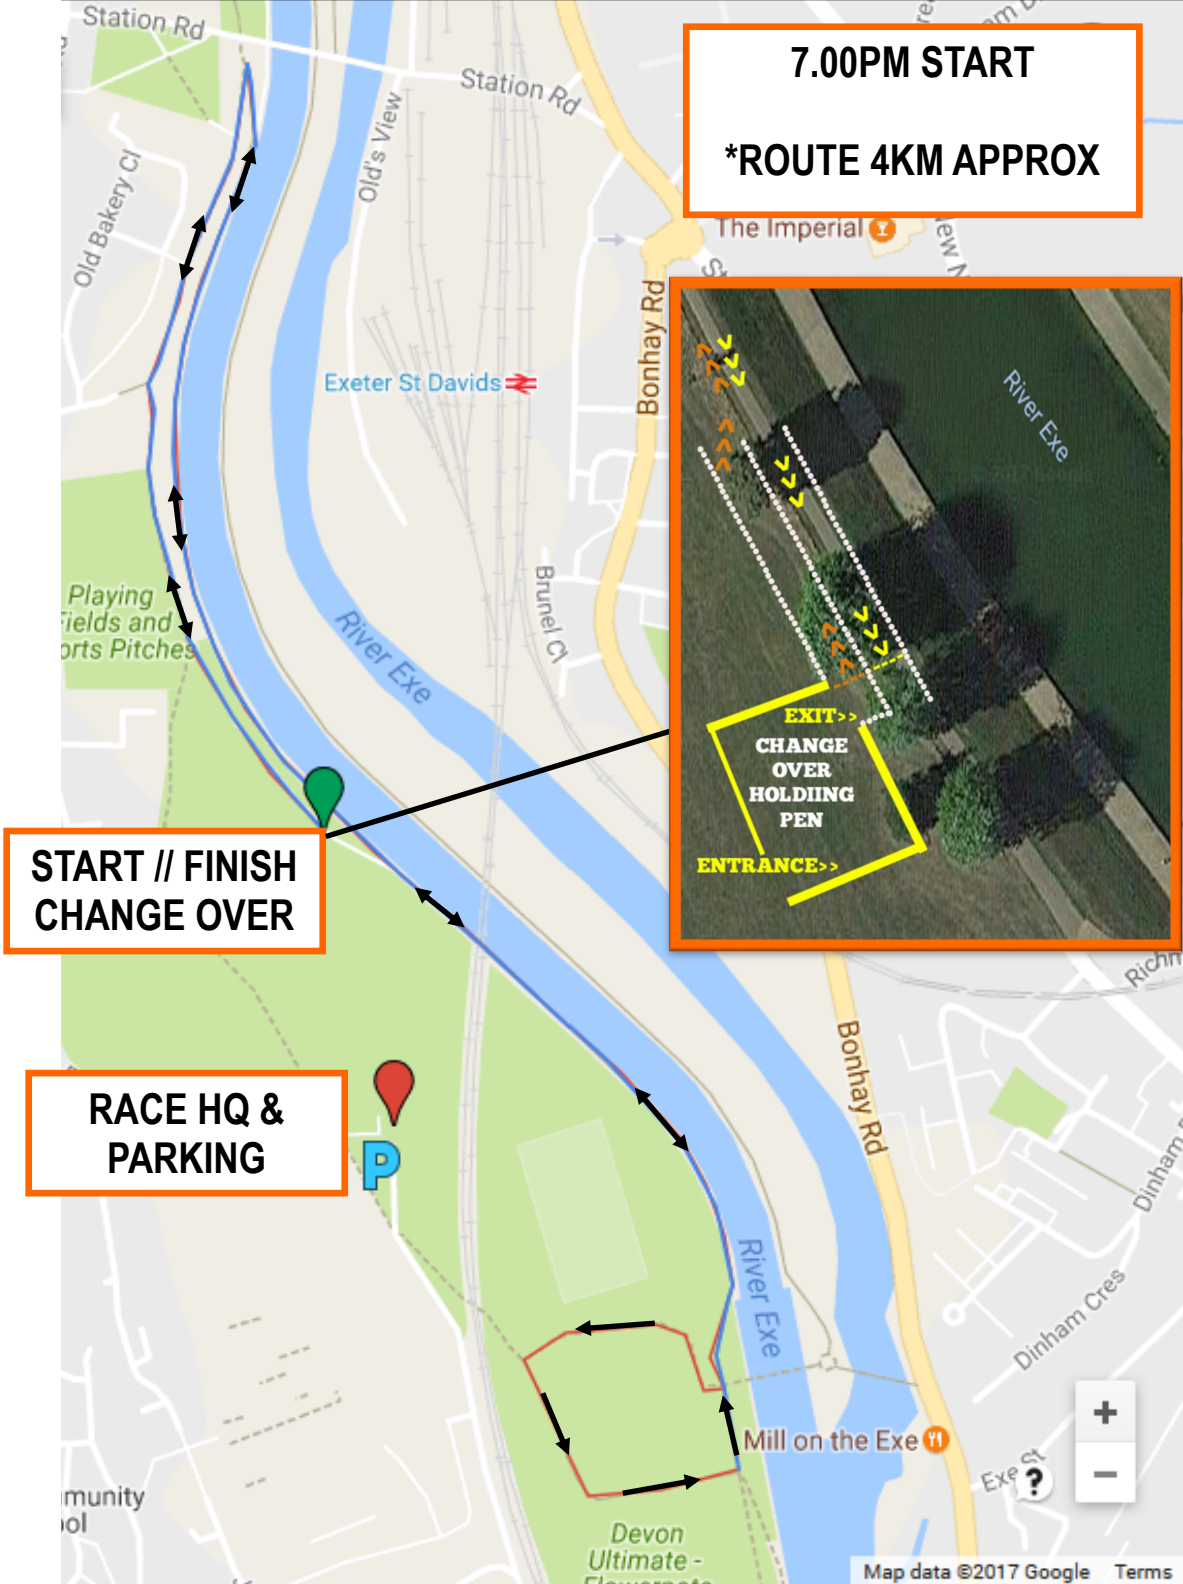 Station Rd
Station Rd
7.00PM START
*ROUTE 4KM APPROX
Old's View
Old Bakery Cl
The Imperial
Bonhay Rd
Exeter St Davids
River Exe
Brunel Cl
Playing
ields and
orts Pitches
River Exe
EXIT>>
CHANGE
OVER
HOLDIING
PEN
ENTRANCE>>
START // FINISH
CHANGE OVER
Richm
Bonhay Rd
RACE HQ &
PARKING
P
Dinham
River Exe
Dinham Cres
+
Mill on the Exe
Exe St
?
−
munity
ol
Devon
Ultimate -
Map data ©2017 Google Terms